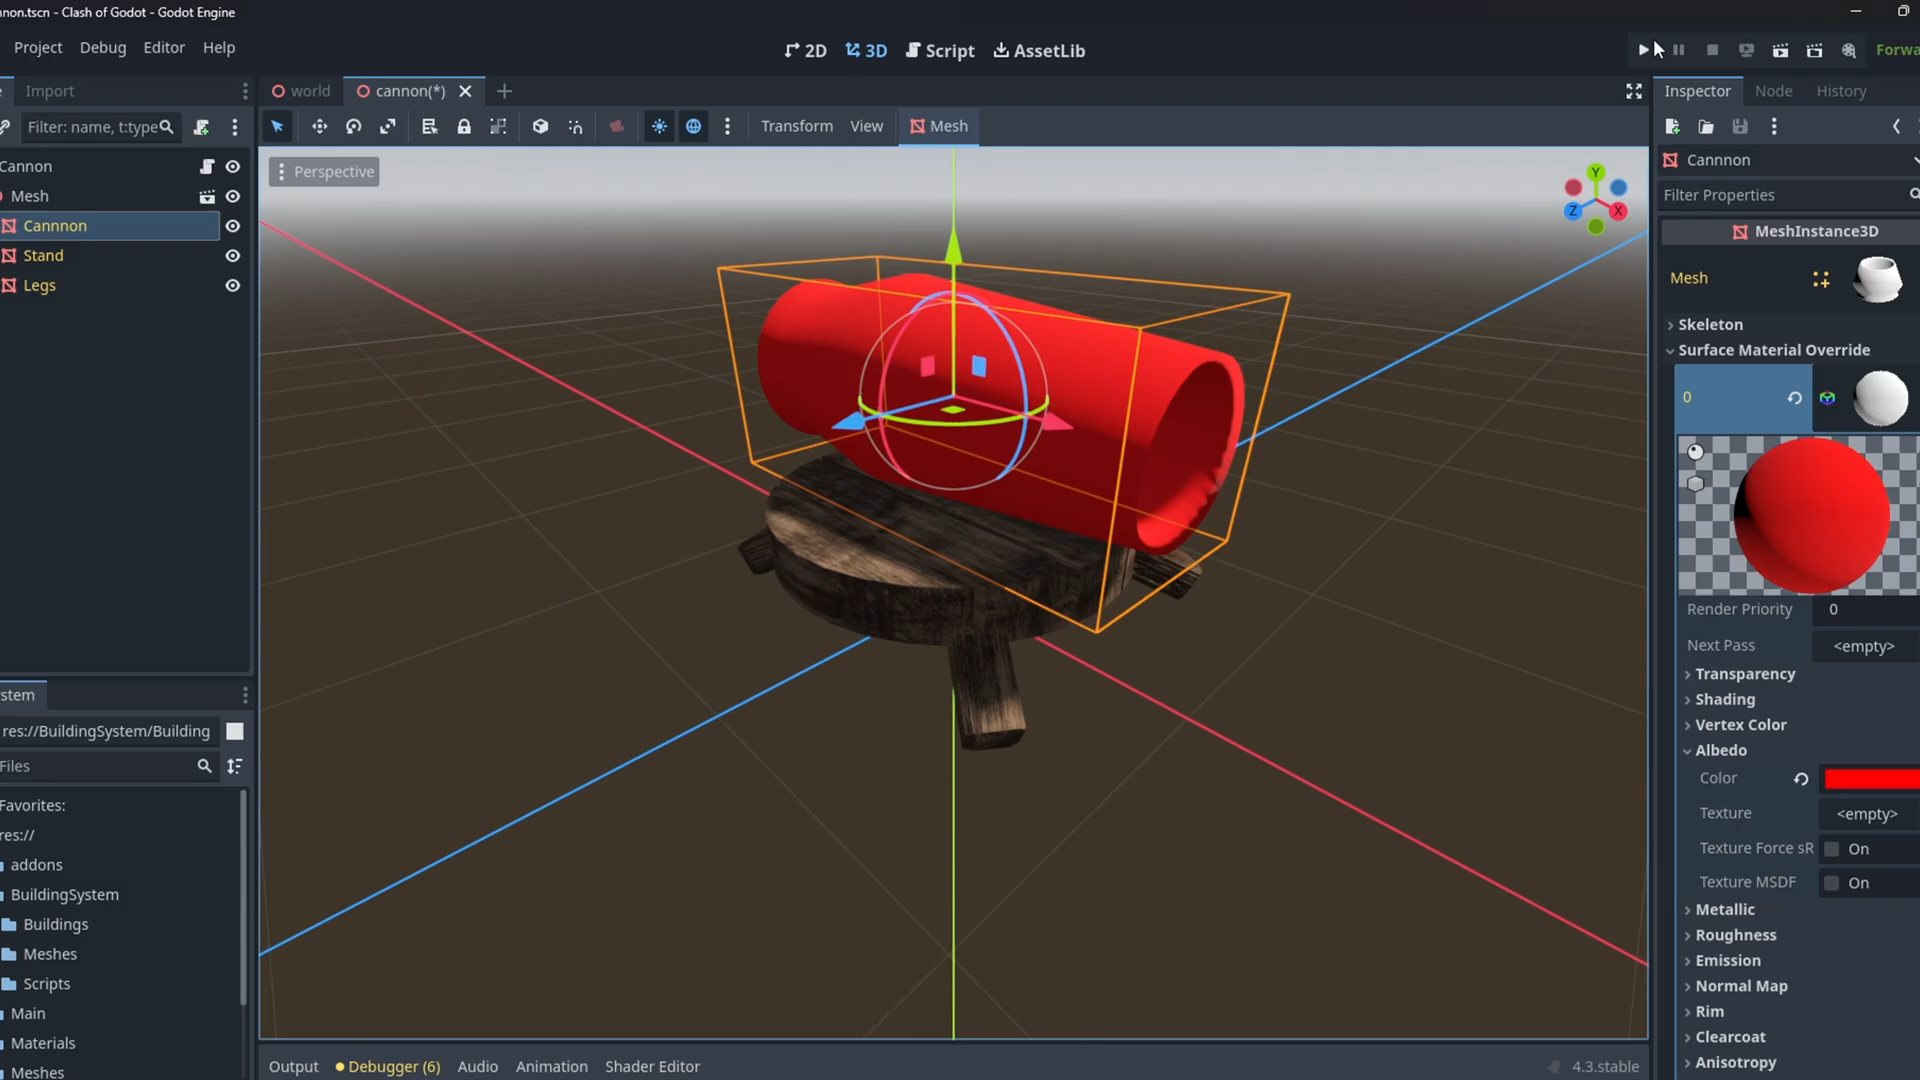 nnon.tscn - Clash of Godot - Godot Engine
Project Debug Editor Help
2D 3D Script AssetLib
Forwa
Import
world cannon(*)
Inspector Node History
Filter: name, t:type
Transform View Mesh
Cannon
Mesh
Cannnon
Stand
Legs
Perspective
Y
Z X
Cannnon
Filter Properties
MeshInstance3D
Mesh
Skeleton
Surface Material Override
0
Render Priority 0
Next Pass <empty>
Transparency
Shading
Vertex Color
Albedo
Color
Texture <empty>
Texture Force sR On
Texture MSDF On
Metallic
Roughness
Emission
Normal Map
Rim
Clearcoat
Anisotropy
stem
res://BuildingSystem/Building
Files
Favorites:
res://
addons
BuildingSystem
Buildings
Meshes
Scripts
Main
Materials
Meshes
Output Debugger (6) Audio Animation Shader Editor
4.3.stable